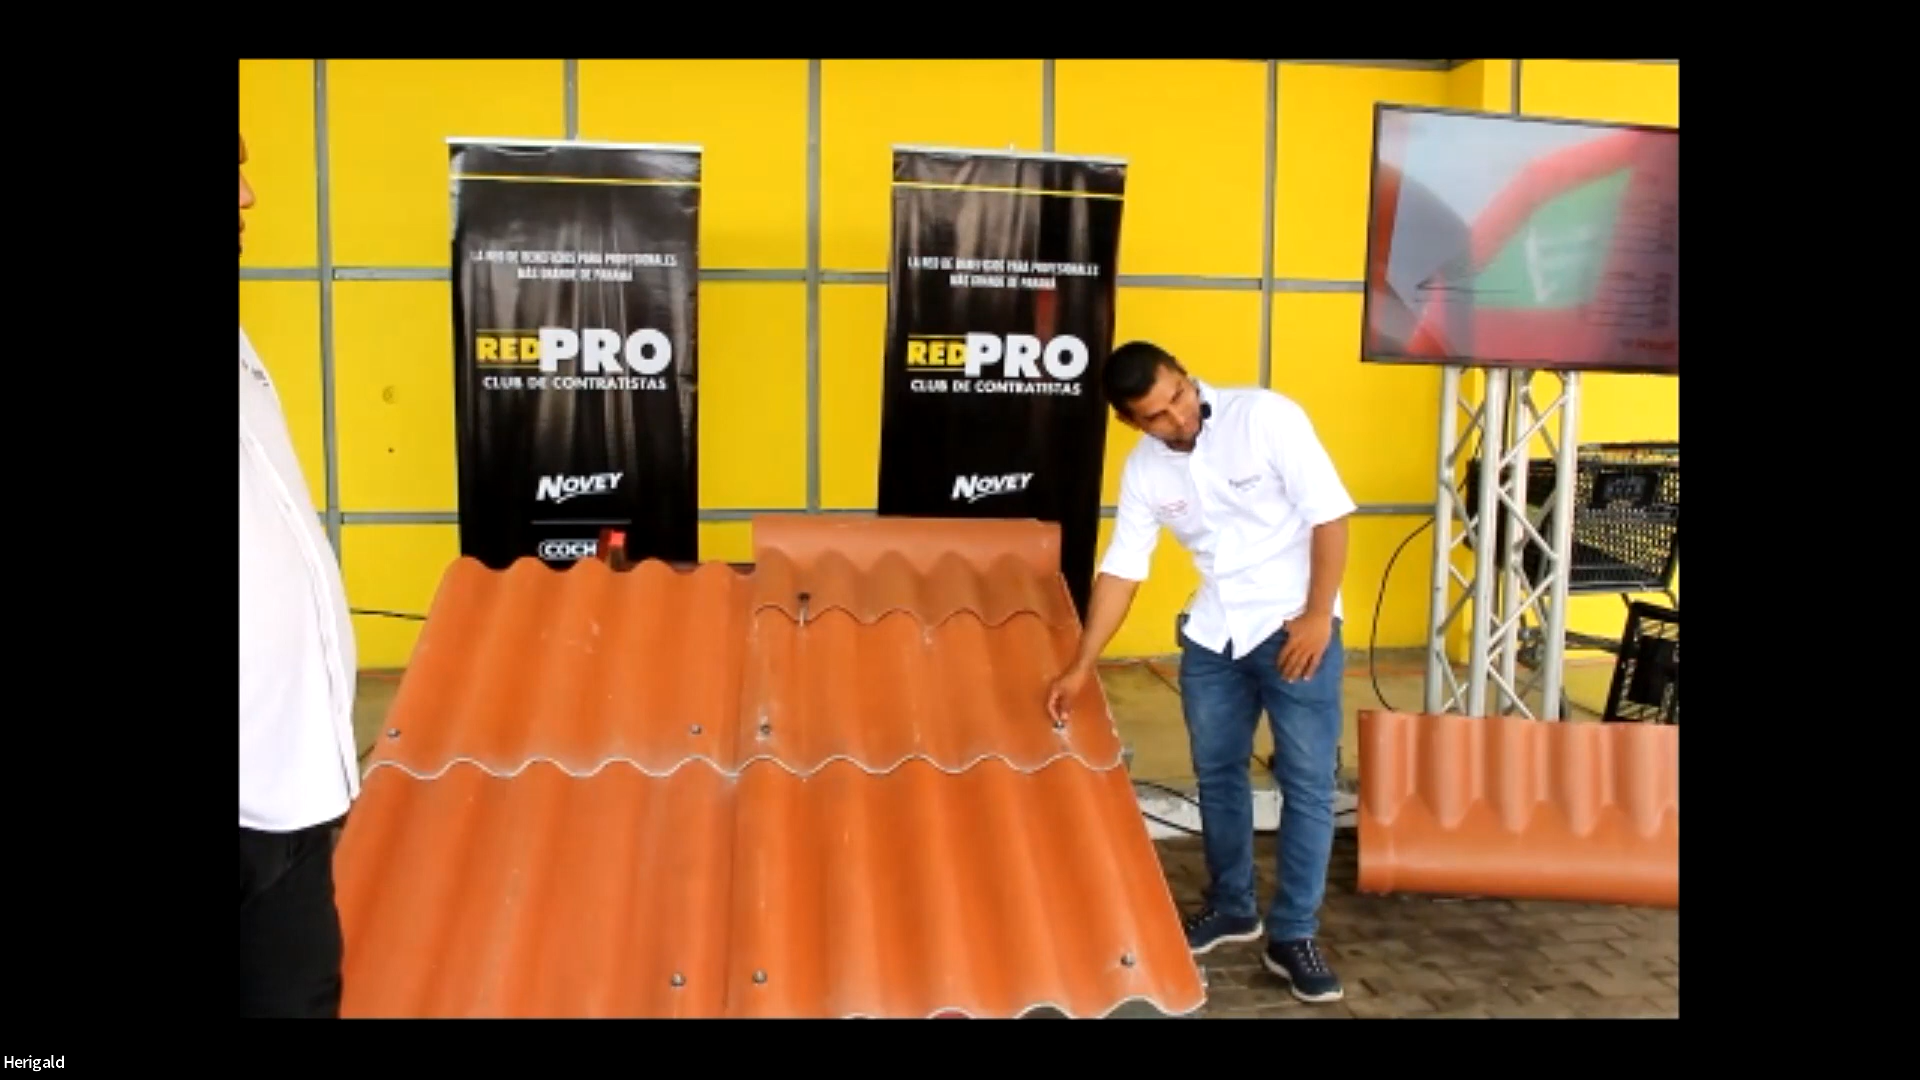 LA RED DE BENEFICIOS PARA PROFESIONALES
MÁS GRANDE DE PANAMÁ
REDPRO
CLUB DE CONTRATISTAS
NOVEY
COCH
LA RED DE BENEFICIOS PARA PROFESIONALES
MÁS GRANDE DE PANAMÁ
REDPRO
CLUB DE CONTRATISTAS
NOVEY
Herigald